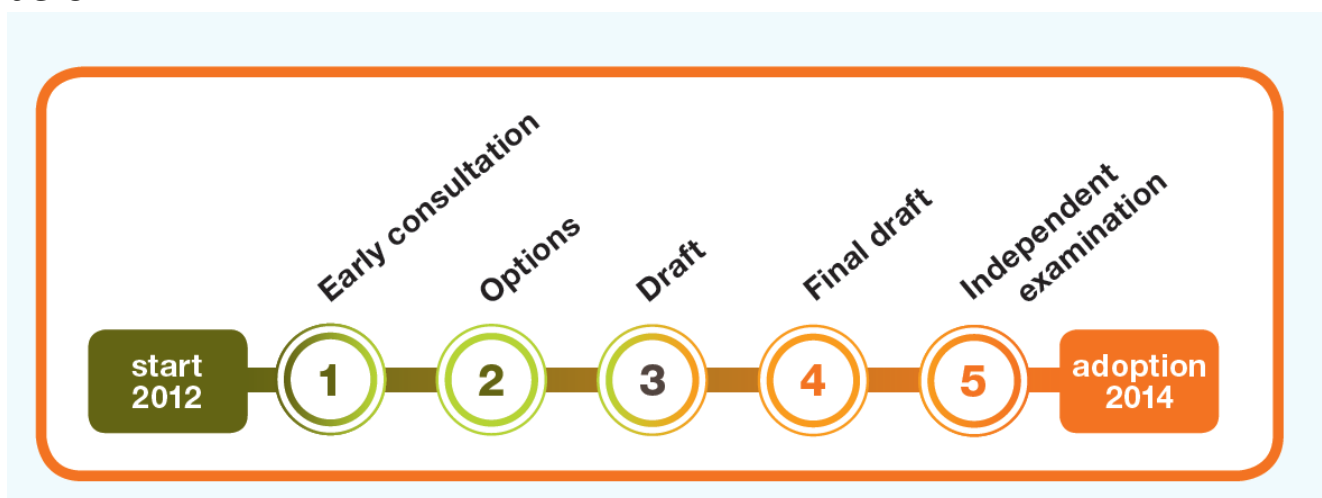 Early consultation
Options
Draft
Final draft
Independent
examination
start
2012
1
2
3
4
5
adoption
2014